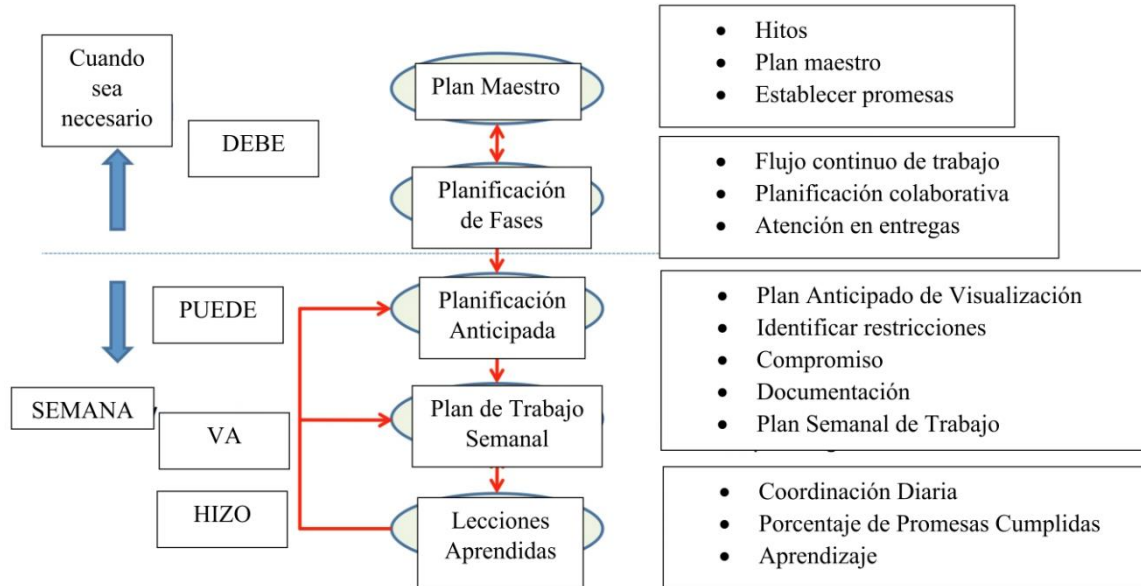 Cuando
sea
necesario
DEBE
PUEDE
SEMANA
VA
HIZO
Plan Maestro
Planificación
de Fases
Planificación
Anticipada
Plan de Trabajo
Semanal
Lecciones
Aprendidas
• Hitos
• Plan maestro
• Establecer promesas
• Flujo continuo de trabajo
• Planificación colaborativa
• Atención en entregas
• Plan Anticipado de Visualización
• Identificar restricciones
• Compromiso
• Documentación
• Plan Semanal de Trabajo
• Coordinación Diaria
• Porcentaje de Promesas Cumplidas
• Aprendizaje